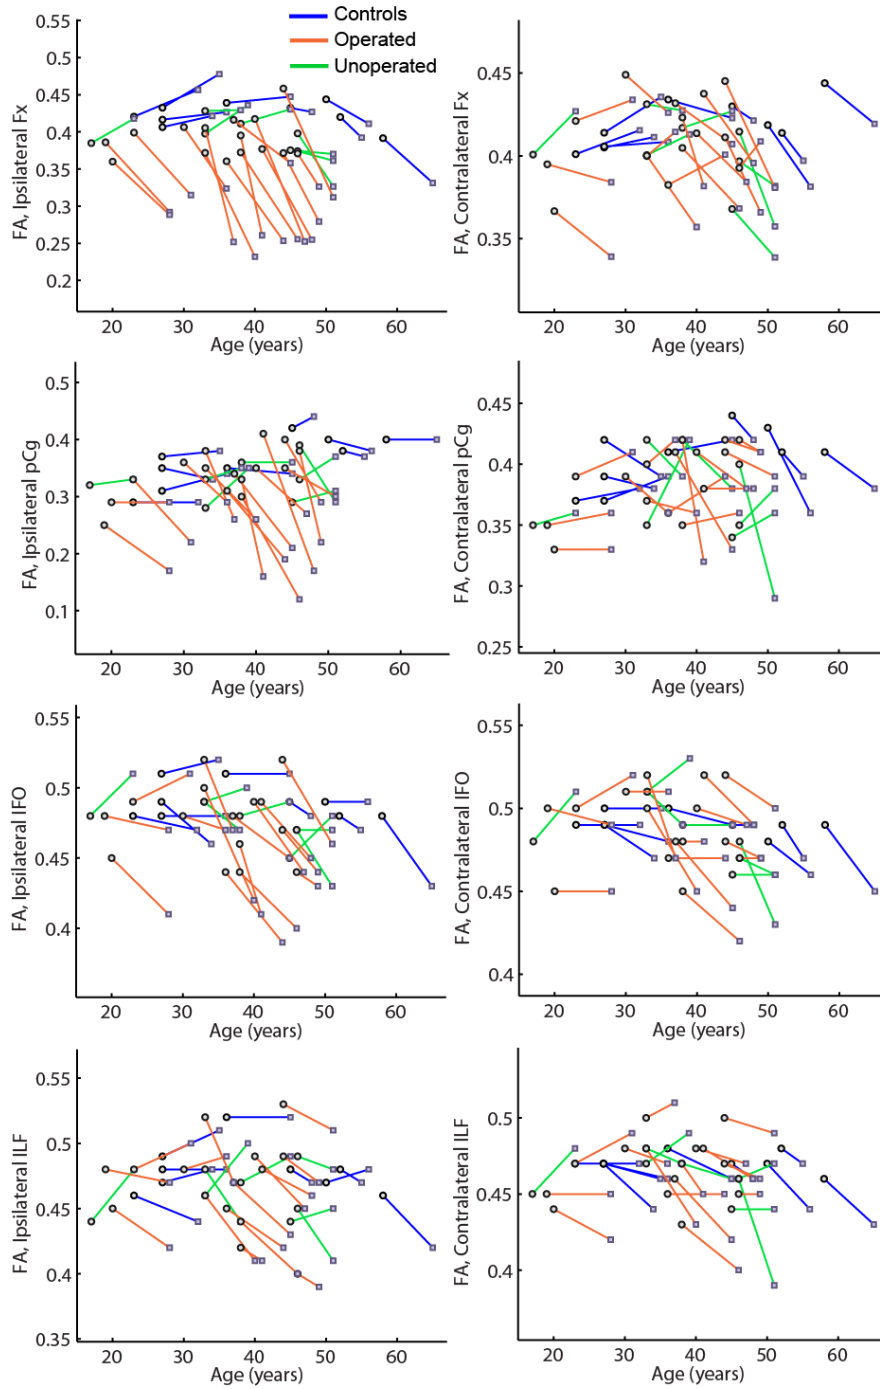 Controls
Operated
Unoperated
FA, Ipsilateral Fx
0.55
0.5
0.45
0.4
0.35
0.3
0.25
0.2
20 30 40 50 60
Age (years)
FA, Contralateral Fx
0.45
0.4
0.35
20 30 40 50 60
Age (years)
FA, Ipsilateral pCg
0.5
0.4
0.3
0.2
0.1
20 30 40 50 60
Age (years)
FA, Contralateral pCg
0.45
0.4
0.35
0.3
0.25
20 30 40 50 60
Age (years)
FA, Ipsilateral IFO
0.55
0.5
0.45
0.4
20 30 40 50 60
Age (years)
FA, Contralateral IFO
0.55
0.5
0.45
0.4
20 30 40 50 60
Age (years)
FA, Ipsilateral ILF
0.55
0.5
0.45
0.4
0.35
20 30 40 50 60
Age (years)
FA, Contralateral ILF
0.5
0.45
0.4
20 30 40 50 60
Age (years)